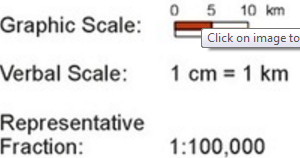 0 5 10 km
Graphic Scale:
Click on image to
Verbal Scale: 1 cm = 1 km
Representative
Fraction: 1:100,000